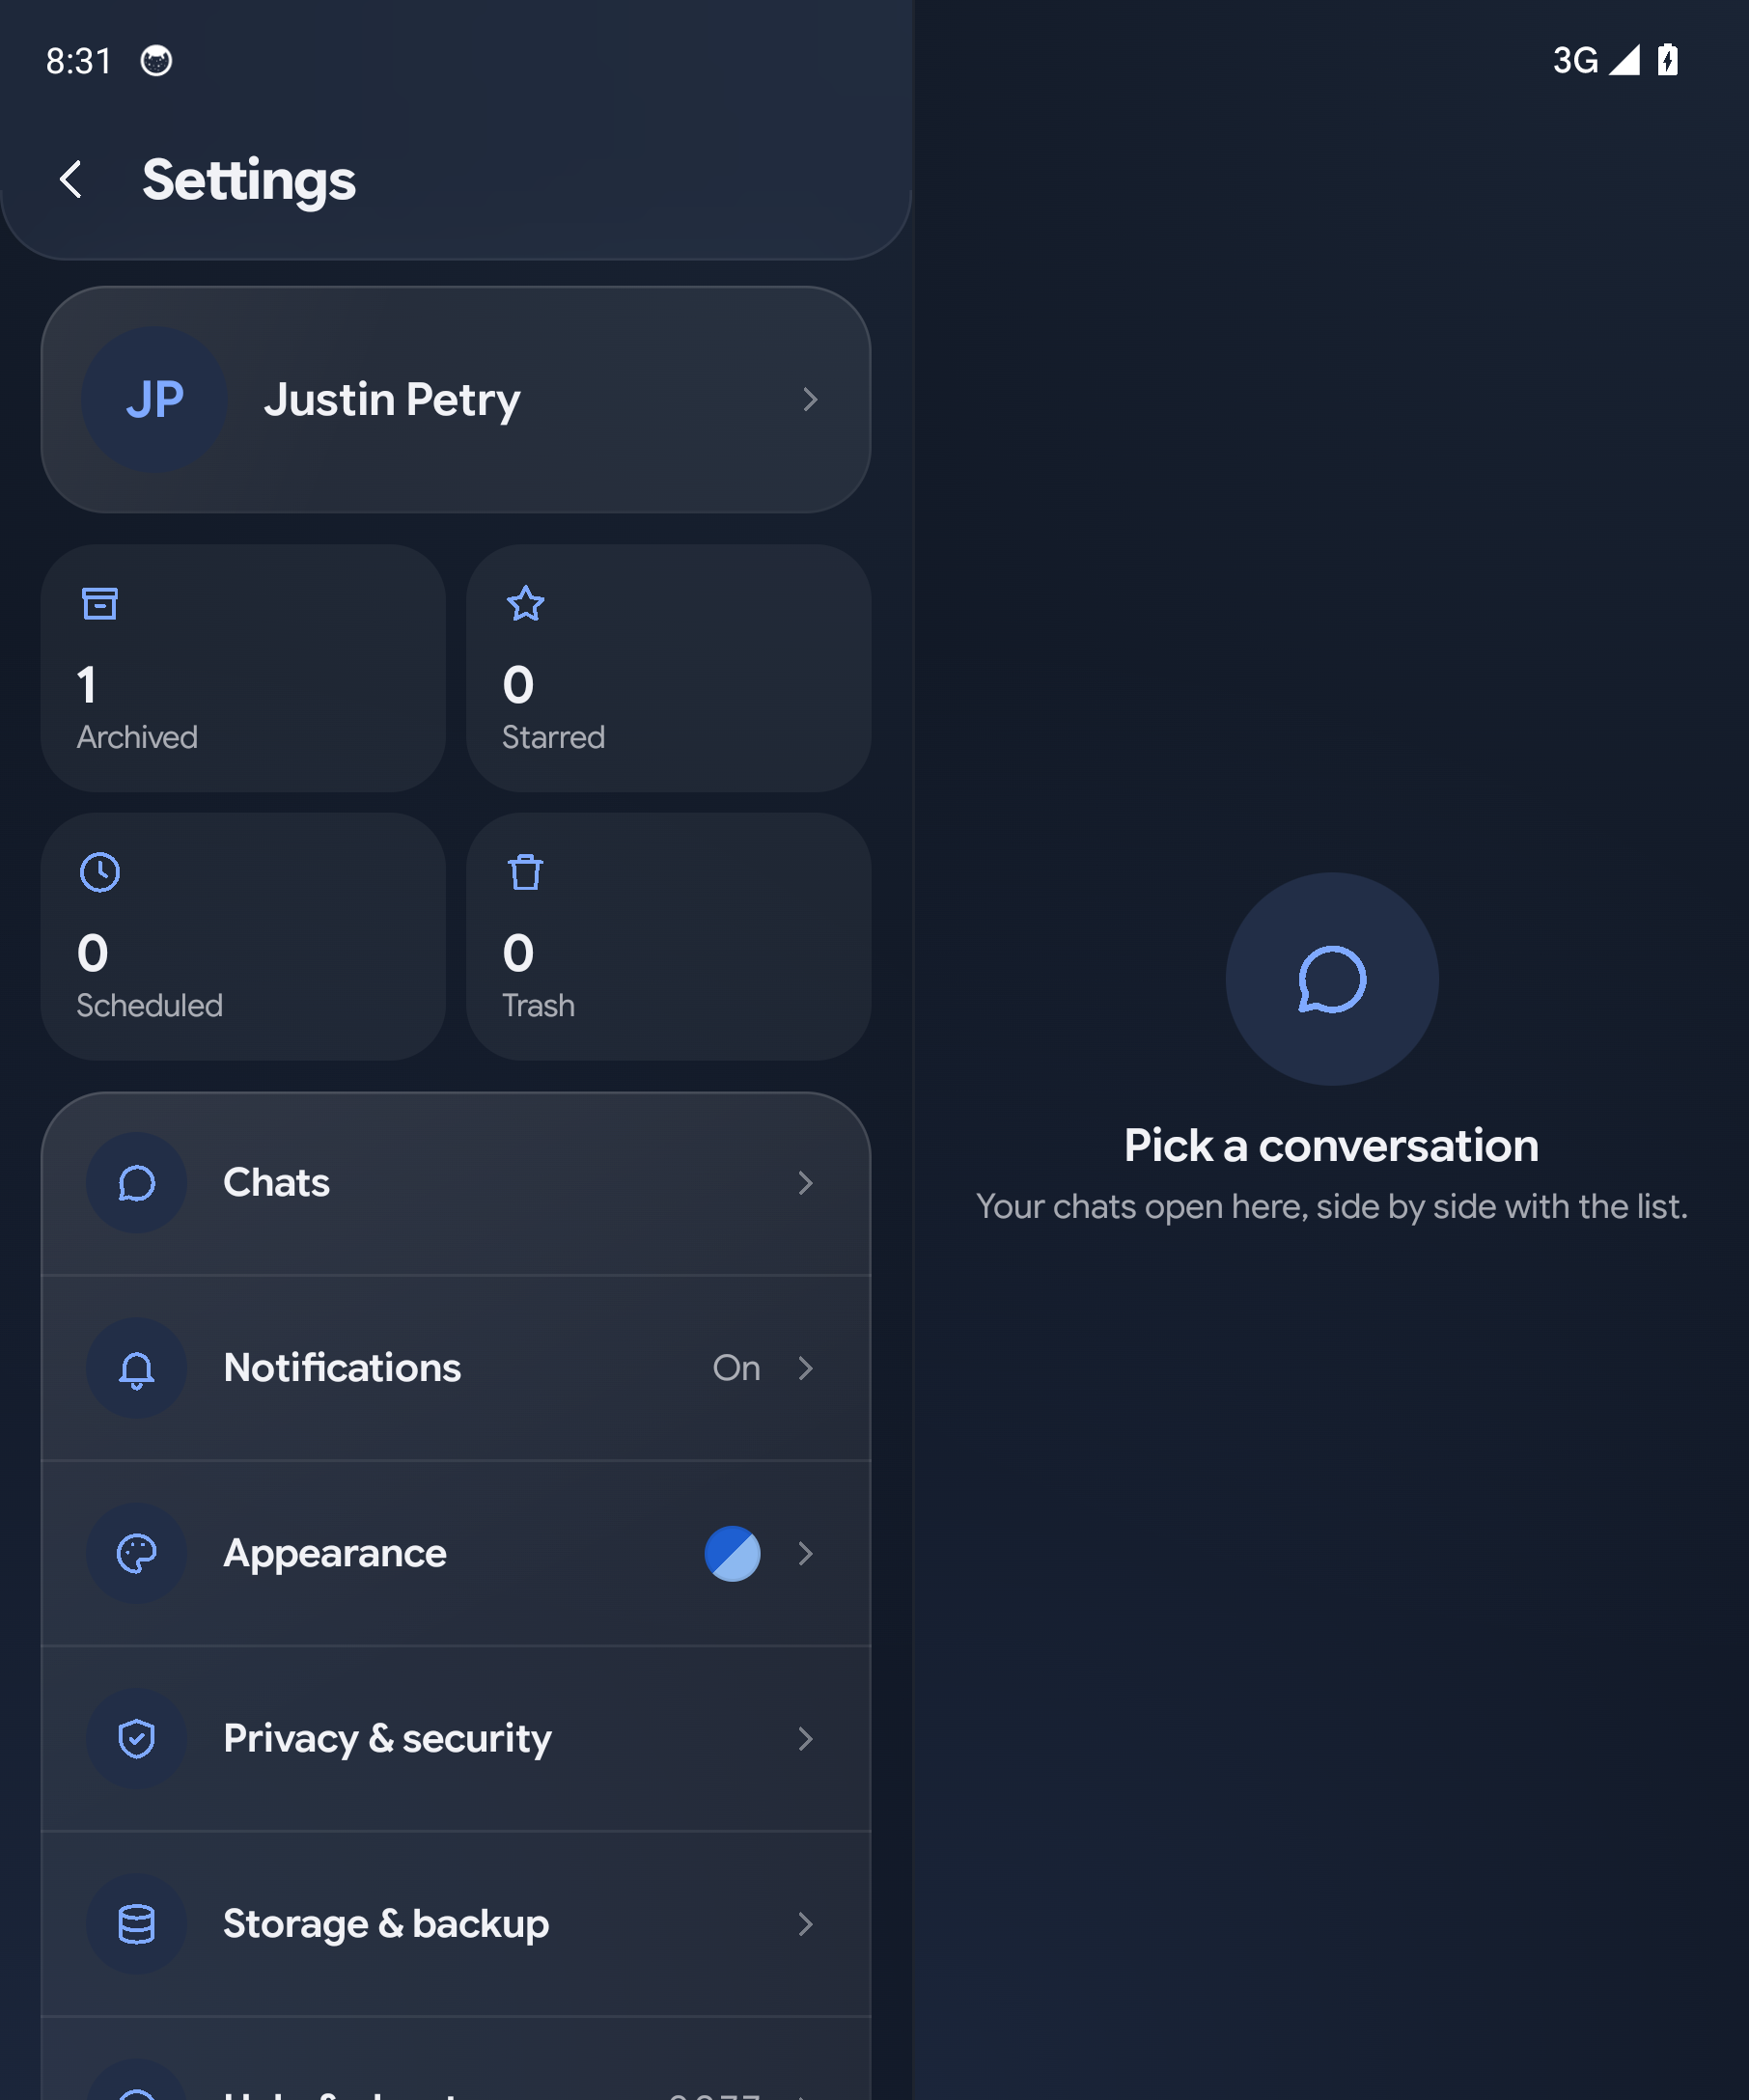 8:31
3G
Settings
JP
Justin Petry
1
Archived
0
Starred
0
Scheduled
0
Trash
Chats
Notifications
On
Appearance
Privacy & security
Storage & backup
Pick a conversation
Your chats open here, side by side with the list.